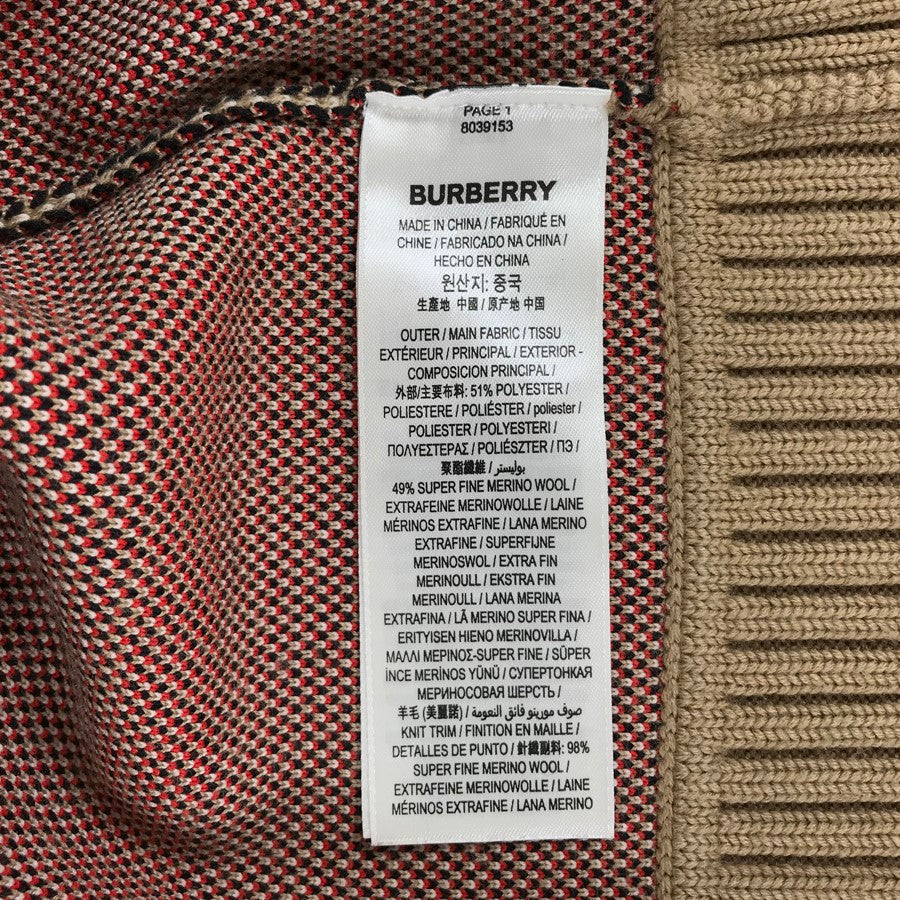 PAGE 1
8039153
BURBERRY
MADE IN CHINA / FABRIQUÉ EN
CHINE / FABRICADO NA CHINA /
HECHO EN CHINA
원산지: 중국
生產地 中國 / 原产地 中国
OUTER / MAIN FABRIC / TISSU
EXTÉRIEUR / PRINCIPAL / EXTERIOR -
COMPOSICION PRINCIPAL /
外部/主要布料: 51% POLYESTER /
POLIESTERE / POLIÉSTER / poliester /
POLIESTER / POLYESTERI /
ΠΟΛΥΕΣΤΕΡΑΣ / POLIÉSZTER / ПЭ /
聚酯纖維 / بوليستر
49% SUPER FINE MERINO WOOL /
EXTRAFEINE MERINOWOLLE / LAINE
MÉRINOS EXTRAFINE / LANA MERINO
EXTRAFINE / SUPERFIJNE
MERINOSWOL / EXTRA FIN
MERINOULL / EKSTRA FIN
MERINOULL / LANA MERINA
EXTRAFINA / LÃ MERINO SUPER FINA /
ERITYISEN HIENO MERINOVILLA /
ΜΑΛΛΙ ΜΕΡΙΝΟΣ-SUPER FINE / SÜPER
İNCE MERİNOS YÜNÜ / СУПЕРТОНКАЯ
МЕРИНОСОВАЯ ШЕРСТЬ /
羊毛 (美麗諾) / صوف مورينو فائق النعومة
KNIT TRIM / FINITION EN MAILLE /
DETALLES DE PUNTO / 針織副料: 98%
SUPER FINE MERINO WOOL /
EXTRAFEINE MERINOWOLLE / LAINE
MÉRINOS EXTRAFINE / LANA MERINO